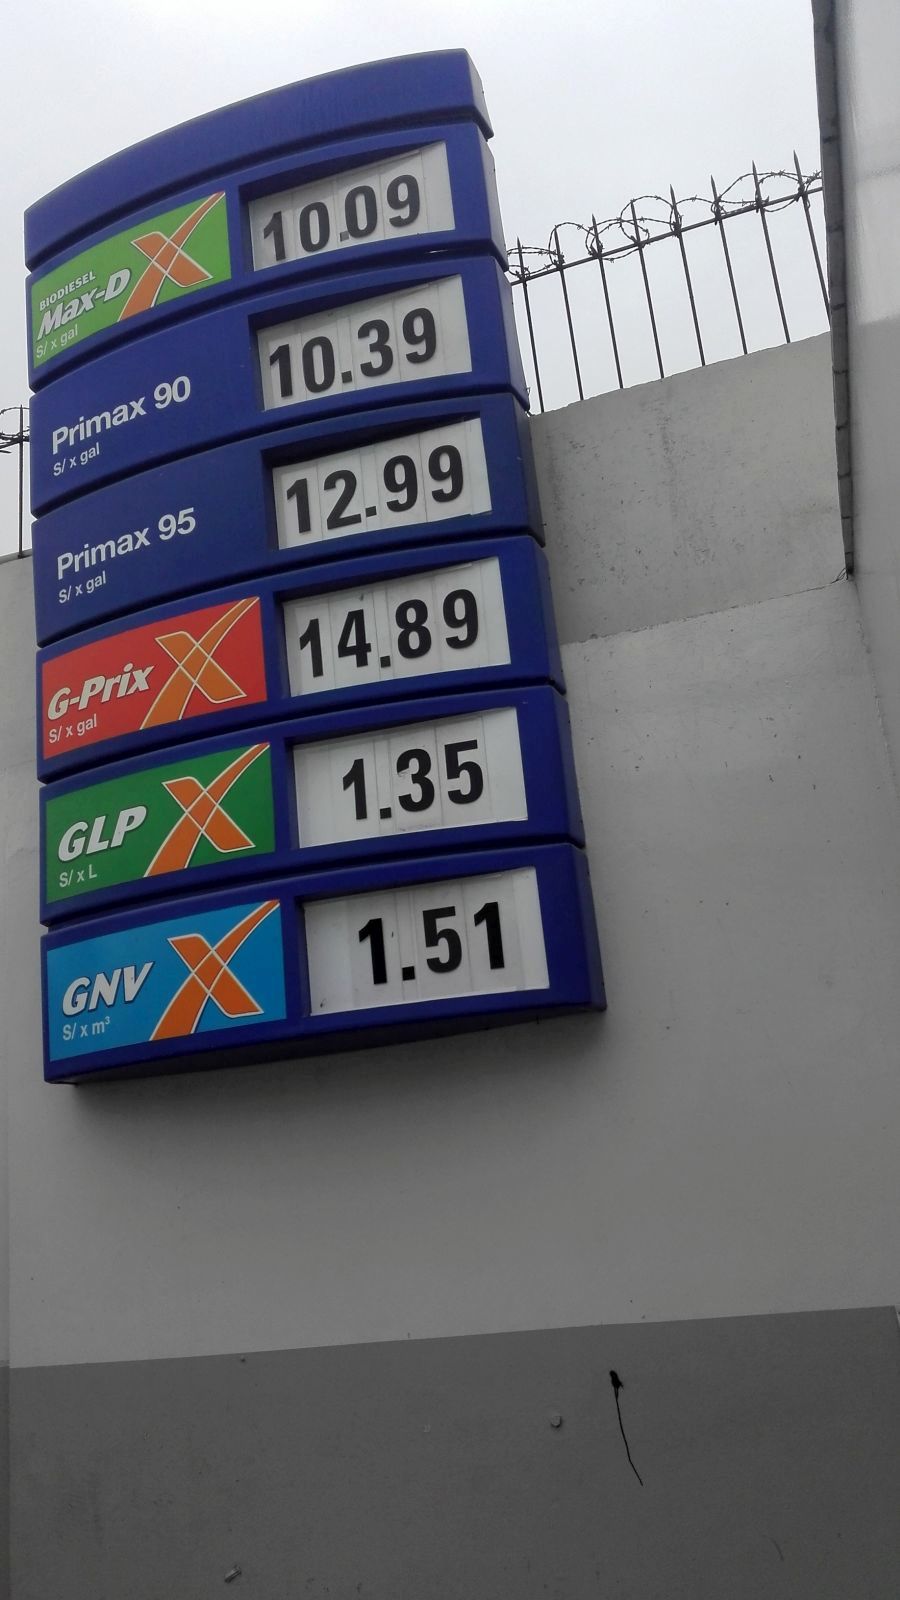 BIODIESEL
Max-D
S/ x gal
10.09
Primax 90
S/ x gal
10.39
Primax 95
S/ x gal
12.99
G-Prix
S/ x gal
14.89
GLP
S/ x L
1.35
GNV
S/ x m³
1.51